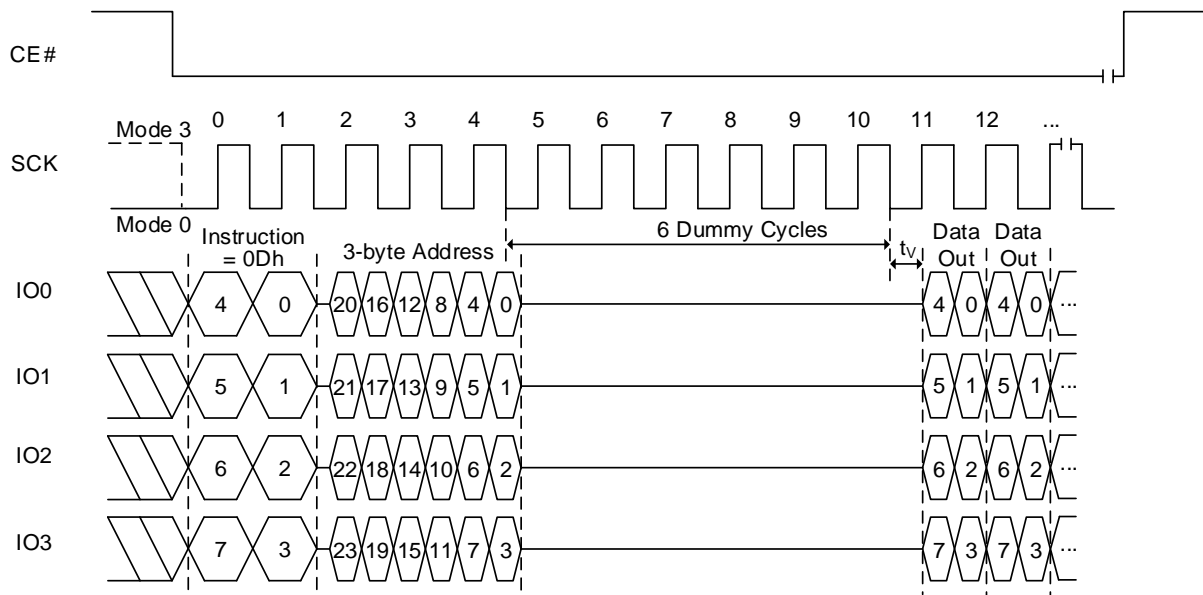 CE#
0 1 2 3 4 5 6 7 8 9 10 11 12 ...
Mode 3
SCK
Mode 0
Instruction
= 0Dh
3-byte Address
6 Dummy Cycles
tV
Data
Out
Data
Out
IO0 4 0 20 16 12 8 4 0 4 0 4 0 ...
IO1 5 1 21 17 13 9 5 1 5 1 5 1 ...
IO2 6 2 22 18 14 10 6 2 6 2 6 2 ...
IO3 7 3 23 19 15 11 7 3 7 3 7 3 ...